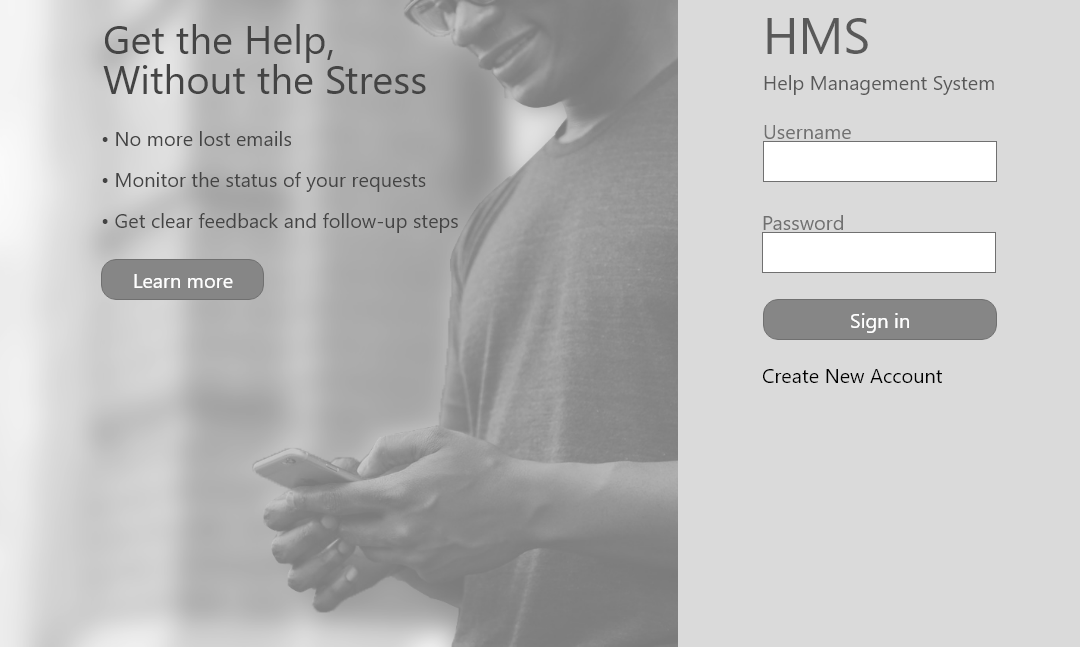 Get the Help,
Without the Stress
• No more lost emails
• Monitor the status of your requests
• Get clear feedback and follow-up steps
Learn more
HMS
Help Management System
Username
Password
Sign in
Create New Account